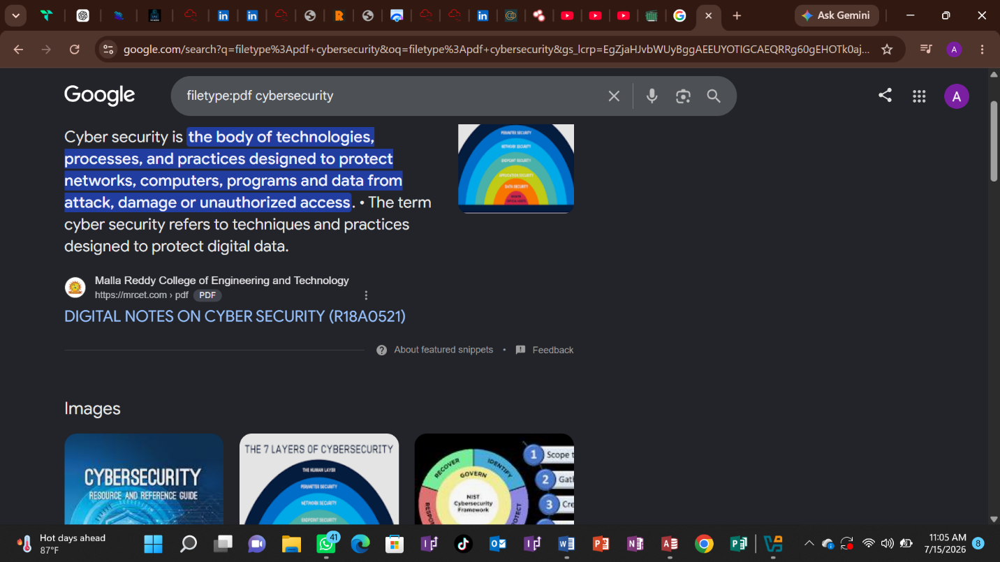 Ask Gemini
google.com/search?q=filetype%3Apdf+cybersecurity&oq=filetype%3Apdf+cybersecurity&gs_lcrp=EgZjaHJvbWUyBggAEEUYOTIGCAEQRRg60gEHOTk0aj...
A
Google
filetype:pdf cybersecurity
A
Cyber security is the body of technologies,
processes, and practices designed to protect
networks, computers, programs and data from
attack, damage or unauthorized access. • The term
cyber security refers to techniques and practices
designed to protect digital data.
PERIMETER SECURITY
NETWORK SECURITY
ENDPOINT SECURITY
APPLICATION SECURITY
DATA SECURITY
Malla Reddy College of Engineering and Technology
https://mrcet.com › pdf PDF
DIGITAL NOTES ON CYBER SECURITY (R18A0521)
About featured snippets • Feedback
Images
CYBERSECURITY
RESOURCE AND REFERENCE GUIDE
THE 7 LAYERS OF CYBERSECURITY
THE HUMAN LAYER
PERIMETER SECURITY
NETWORK SECURITY
ENDPOINT SECURITY
RECOVER
IDENTIFY
GOVERN
NIST
Cybersecurity
Framework
PROTECT
RESPO
1 Scope t
2 Gath
3 Cre
Hot days ahead
87°F
41
11:05 AM
7/15/2026
8